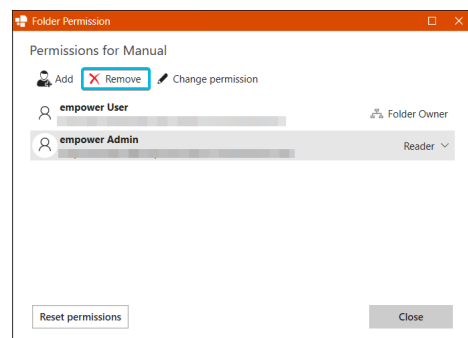 Folder Permission
Permissions for Manual
Add Remove Change permission
empower User
Folder Owner
empower Admin
Reader
Reset permissions Close